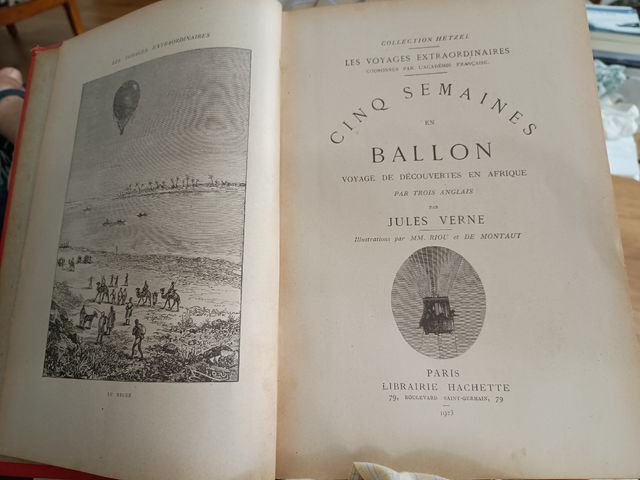 LES VOYAGES EXTRAORDINAIRES
LE NIGER
COLLECTION HETZEL
LES VOYAGES EXTRAORDINAIRES
COURONNÉS PAR L'ACADÉMIE FRANÇAISE.
CINQ SEMAINES
EN
BALLON
VOYAGE DE DÉCOUVERTES EN AFRIQUE
PAR TROIS ANGLAIS
PAR
JULES VERNE
Illustrations par MM. RIOU et DE MONTAUT
PARIS
LIBRAIRIE HACHETTE
79, BOULEVARD SAINT-GERMAIN, 79